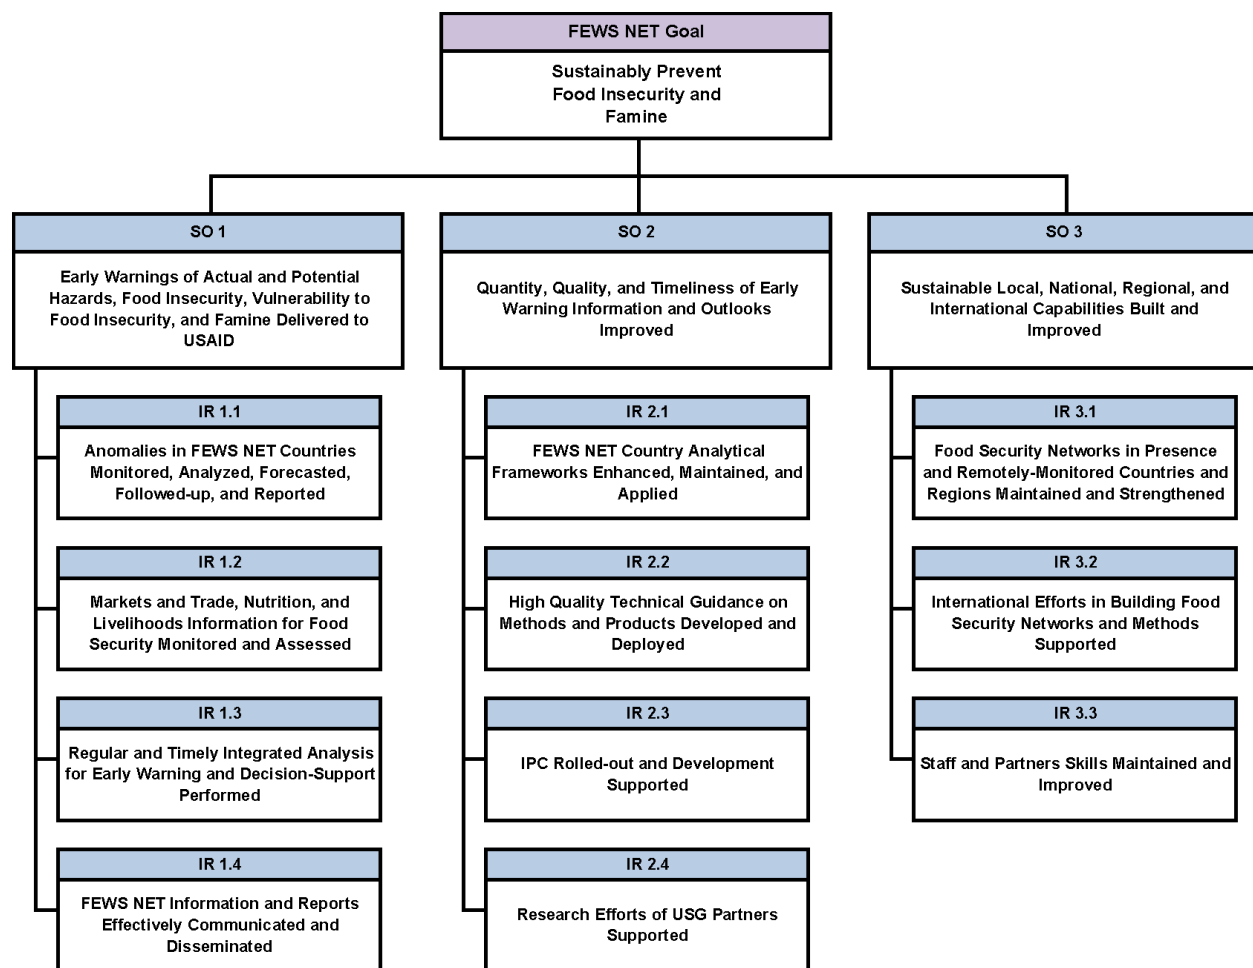 FEWS NET Goal
Sustainably Prevent
Food Insecurity and
Famine
SO 1
Early Warnings of Actual and Potential
Hazards, Food Insecurity, Vulnerability to
Food Insecurity, and Famine Delivered to
USAID
IR 1.1
Anomalies in FEWS NET Countries
Monitored, Analyzed, Forecasted,
Followed-up, and Reported
IR 1.2
Markets and Trade, Nutrition, and
Livelihoods Information for Food
Security Monitored and Assessed
IR 1.3
Regular and Timely Integrated Analysis
for Early Warning and Decision-Support
Performed
IR 1.4
FEWS NET Information and Reports
Effectively Communicated and
Disseminated
SO 2
Quantity, Quality, and Timeliness of Early
Warning Information and Outlooks
Improved
IR 2.1
FEWS NET Country Analytical
Frameworks Enhanced, Maintained, and
Applied
IR 2.2
High Quality Technical Guidance on
Methods and Products Developed and
Deployed
IR 2.3
IPC Rolled-out and Development
Supported
IR 2.4
Research Efforts of USG Partners
Supported
SO 3
Sustainable Local, National, Regional, and
International Capabilities Built and
Improved
IR 3.1
Food Security Networks in Presence
and Remotely-Monitored Countries and
Regions Maintained and Strengthened
IR 3.2
International Efforts in Building Food
Security Networks and Methods
Supported
IR 3.3
Staff and Partners Skills Maintained and
Improved